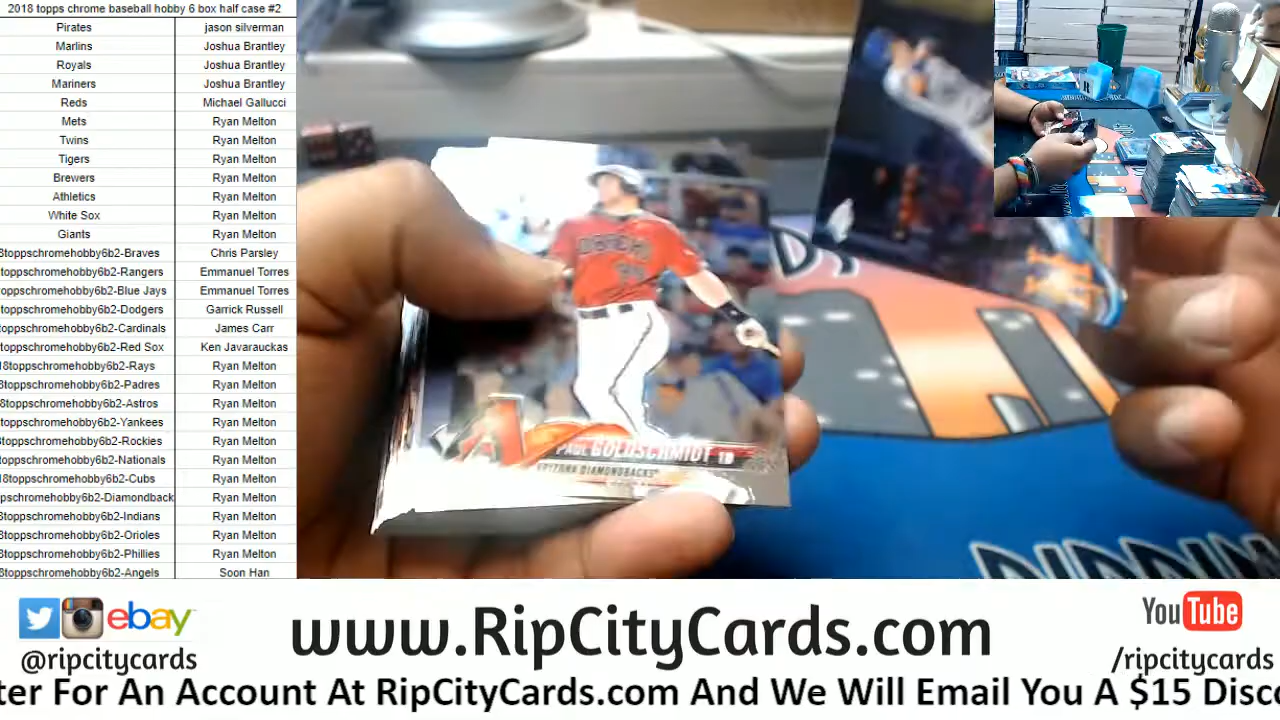 2018 topps chrome baseball hobby 6 box half case #2
Pirates jason silverman
Marlins Joshua Brantley
Royals Joshua Brantley
Mariners Joshua Brantley
Reds Michael Gallucci
Mets Ryan Melton
Twins Ryan Melton
Tigers Ryan Melton
Brewers Ryan Melton
Athletics Ryan Melton
White Sox Ryan Melton
Giants Ryan Melton
8toppschromehobby6b2-Braves Chris Parsley
toppschromehobby6b2-Rangers Emmanuel Torres
oppschromehobby6b2-Blue Jays Emmanuel Torres
toppschromehobby6b2-Dodgers Garrick Russell
toppschromehobby6b2-Cardinals James Carr
toppschromehobby6b2-Red Sox Ken Javarauckas
18toppschromehobby6b2-Rays Ryan Melton
8toppschromehobby6b2-Padres Ryan Melton
8toppschromehobby6b2-Astros Ryan Melton
toppschromehobby6b2-Yankees Ryan Melton
8toppschromehobby6b2-Rockies Ryan Melton
toppschromehobby6b2-Nationals Ryan Melton
18toppschromehobby6b2-Cubs Ryan Melton
pschromehobby6b2-Diamondback Ryan Melton
8toppschromehobby6b2-Indians Ryan Melton
8toppschromehobby6b2-Orioles Ryan Melton
8toppschromehobby6b2-Phillies Ryan Melton
8toppschromehobby6b2-Angels Soon Han
PAUL GOLDSCHMIDT 1B
ARIZONA DIAMONDBACKS
ebay
@ripcitycards
www.RipCityCards.com
YouTube
/ripcitycards
ter For An Account At RipCityCards.com And We Will Email You A $15 Disco